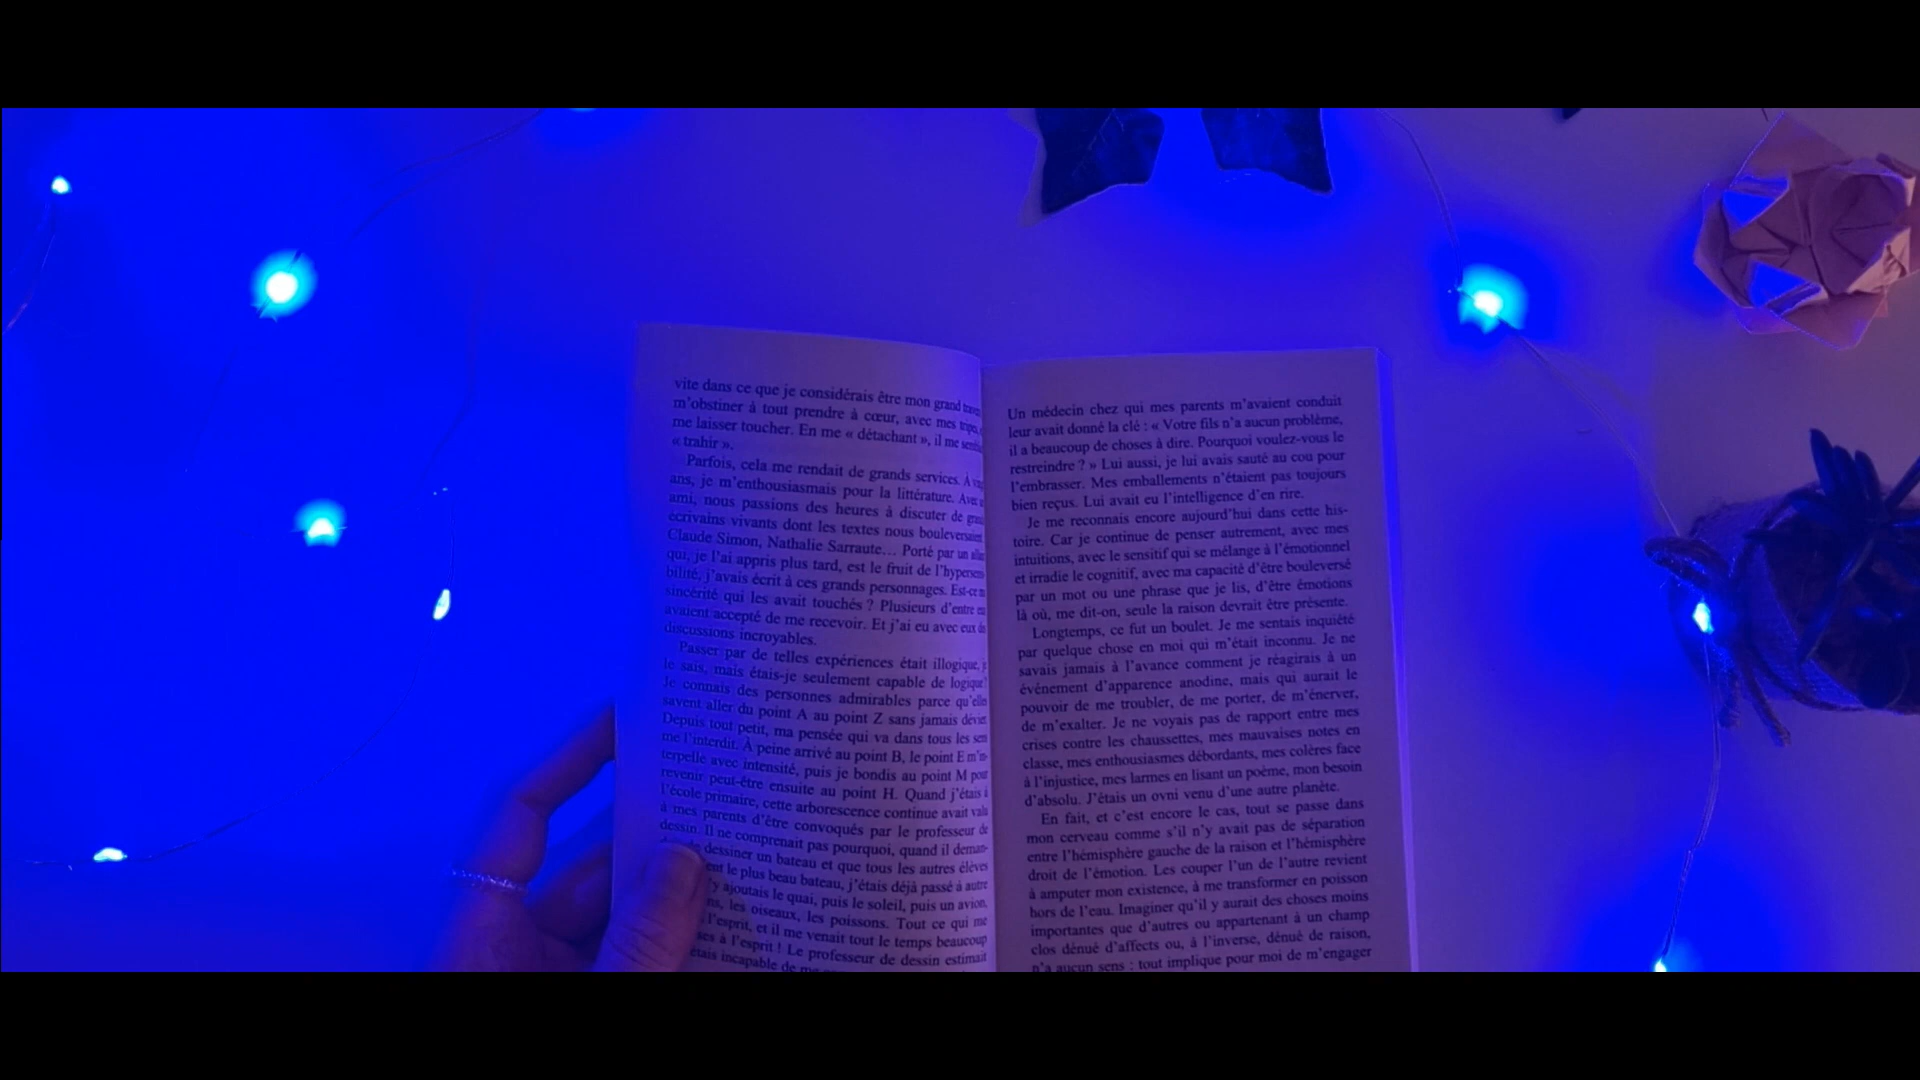 vite dans ce que je considérais être mon grand
m'obstiner à tout prendre à cœur, avec mes
me laisser toucher. En me « détachant », il me
« trahir ».
Parfois, cela me rendait de grands services. À
ans, je m'enthousiasmais pour la littérature. Avec
ami, nous passions des heures à discuter de
écrivains vivants dont les textes nous bouleversaient
Claude Simon, Nathalie Sarraute... Porté par un
qui, je l'ai appris plus tard, est le fruit de l'hypersen
bilité, j'avais écrit à ces grands personnages. Est-ce
sincérité qui les avait touchés ? Plusieurs d'entre
avaient accepté de me recevoir. Et j'ai eu avec eux
discussions incroyables.
Passer par de telles expériences était illogique,
le sais, mais étais-je seulement capable de logique ?
Je connais des personnes admirables parce qu'elles
savent aller du point A au point Z sans jamais dévier.
Depuis tout petit, ma pensée qui va dans tous les sens
me l'interdit. À peine arrivé au point B, le point E m'in-
terpelle avec intensité, puis je bondis au point M pour
revenir peut-être ensuite au point H. Quand j'étais à
l'école primaire, cette arborescence continue avait valu
à mes parents d'être convoqués par le professeur de
dessin. Il ne comprenait pas pourquoi, quand il deman-
dessiner un bateau et que tous les autres élèves
le plus beau bateau, j'étais déjà passé à autre
j'y ajoutais le quai, puis le soleil, puis un avion,
les oiseaux, les poissons. Tout ce qui me
l'esprit, et il me venait tout le temps beaucoup
à l'esprit ! Le professeur de dessin estimait
étais incapable de
Un médecin chez qui mes parents m'avaient conduit
leur avait donné la clé : « Votre fils n'a aucun problème,
il a beaucoup de choses à dire. Pourquoi voulez-vous le
restreindre ? » Lui aussi, je lui avais sauté au cou pour
l'embrasser. Mes emballements n'étaient pas toujours
bien reçus. Lui avait eu l'intelligence d'en rire.
Je me reconnais encore aujourd'hui dans cette his-
toire. Car je continue de penser autrement, avec mes
intuitions, avec le sensitif qui se mélange à l'émotionnel
et irradie le cognitif, avec ma capacité d'être bouleversé
par un mot ou une phrase que je lis, d'être émotions
là où, me dit-on, seule la raison devrait être présente.
Longtemps, ce fut un boulet. Je me sentais inquiété
par quelque chose en moi qui m'était inconnu. Je ne
savais jamais à l'avance comment je réagirais à un
événement d'apparence anodine, mais qui aurait le
pouvoir de me troubler, de me porter, de m'énerver,
de m'exalter. Je ne voyais pas de rapport entre mes
crises contre les chaussettes, mes mauvaises notes en
classe, mes enthousiasmes débordants, mes colères face
à l'injustice, mes larmes en lisant un poème, mon besoin
d'absolu. J'étais un ovni venu d'une autre planète.
En fait, et c'est encore le cas, tout se passe dans
mon cerveau comme s'il n'y avait pas de séparation
entre l'hémisphère gauche de la raison et l'hémisphère
droit de l'émotion. Les couper l'un de l'autre revient
à amputer mon existence, à me transformer en poisson
hors de l'eau. Imaginer qu'il y aurait des choses moins
importantes que d'autres ou appartenant à un champ
clos dénué d'affects ou, à l'inverse, dénué de raison,
n'a aucun sens : tout implique pour moi de m'engager